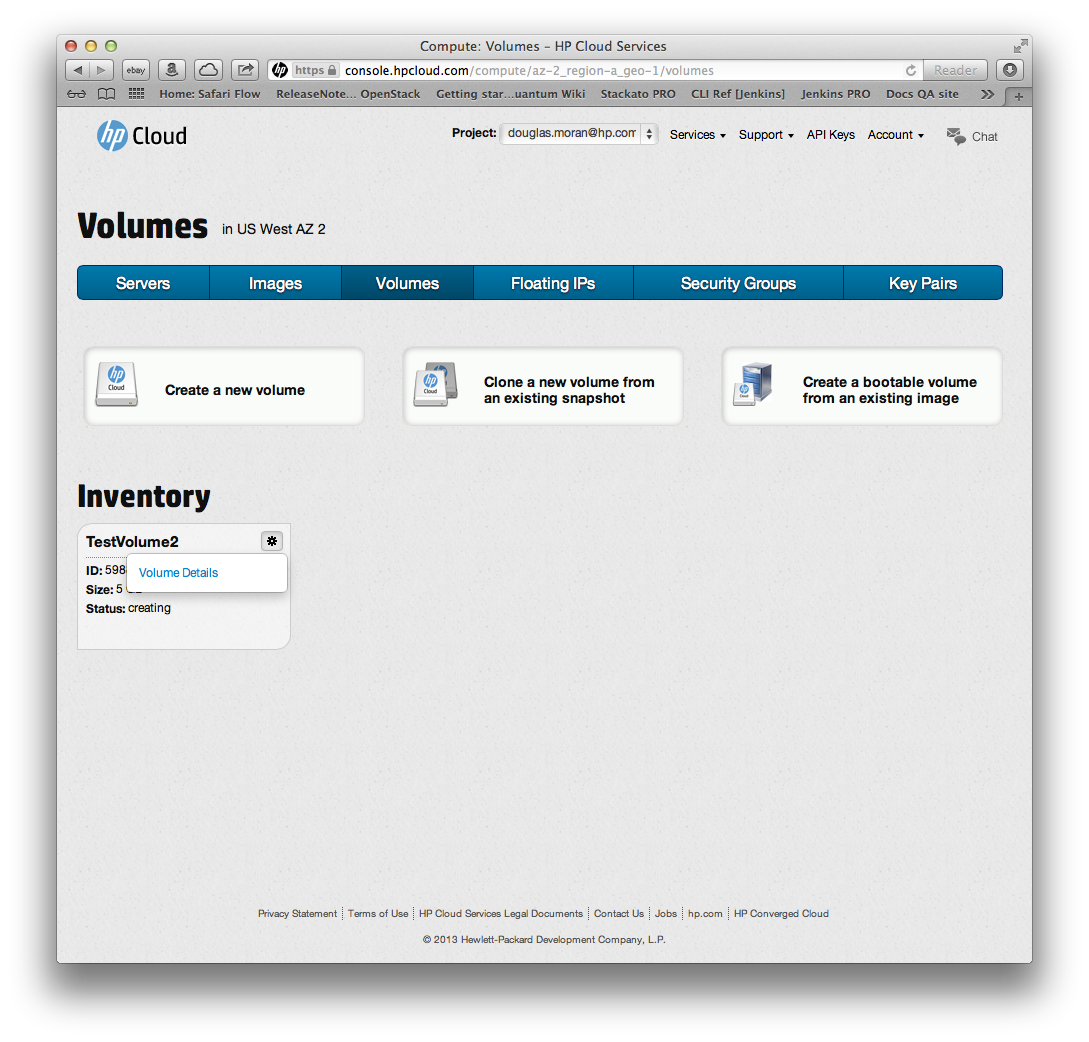 Compute: Volumes – HP Cloud Services
ebay a hp https console.hpcloud.com/compute/az-2_region-a_geo-1/volumes Reader
Home: Safari Flow ReleaseNote... OpenStack Getting star...uantum Wiki Stackato PRO CLI Ref [Jenkins] Jenkins PRO Docs QA site >> +
hp Cloud Project: douglas.moran@hp.com Services Support API Keys Account Chat
Volumes in US West AZ 2
Servers Images Volumes Floating IPs Security Groups Key Pairs
hp Cloud Create a new volume
hp Cloud Clone a new volume from
an existing snapshot
hp Cloud Create a bootable volume
from an existing image
Inventory
TestVolume2
ID: 598
Volume Details
Size: 5
Status: creating
Privacy Statement Terms of Use HP Cloud Services Legal Documents Contact Us Jobs hp.com HP Converged Cloud
© 2013 Hewlett-Packard Development Company, L.P.